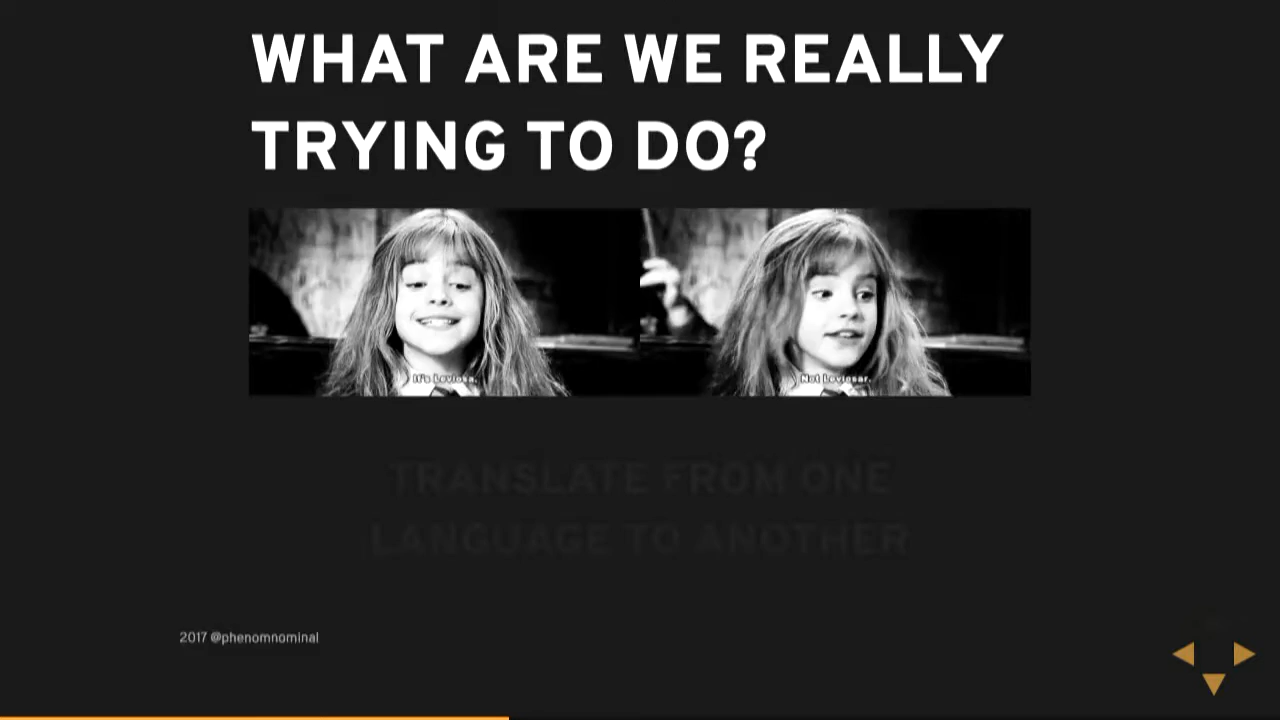 WHAT ARE WE REALLY
TRYING TO DO?
It's Leviosa,
Not Leviosar.
TRANSLATE FROM ONE
LANGUAGE TO ANOTHER
2017 @phenomnominal